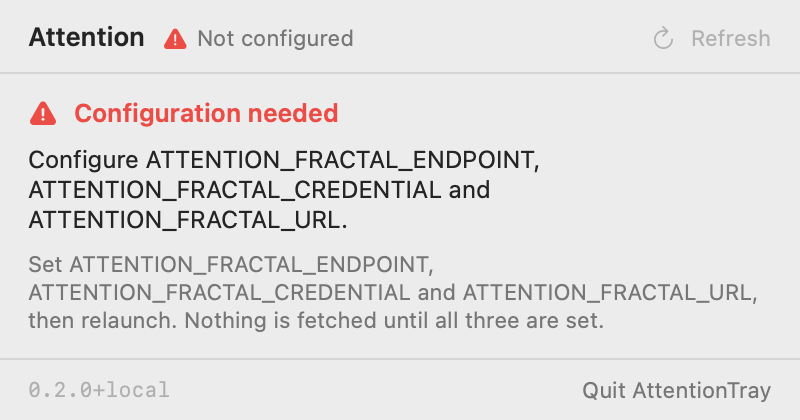 Attention Not configured Refresh
Configuration needed
Configure ATTENTION_FRACTAL_ENDPOINT,
ATTENTION_FRACTAL_CREDENTIAL and
ATTENTION_FRACTAL_URL.
Set ATTENTION_FRACTAL_ENDPOINT,
ATTENTION_FRACTAL_CREDENTIAL and ATTENTION_FRACTAL_URL,
then relaunch. Nothing is fetched until all three are set.
0.2.0+local Quit AttentionTray